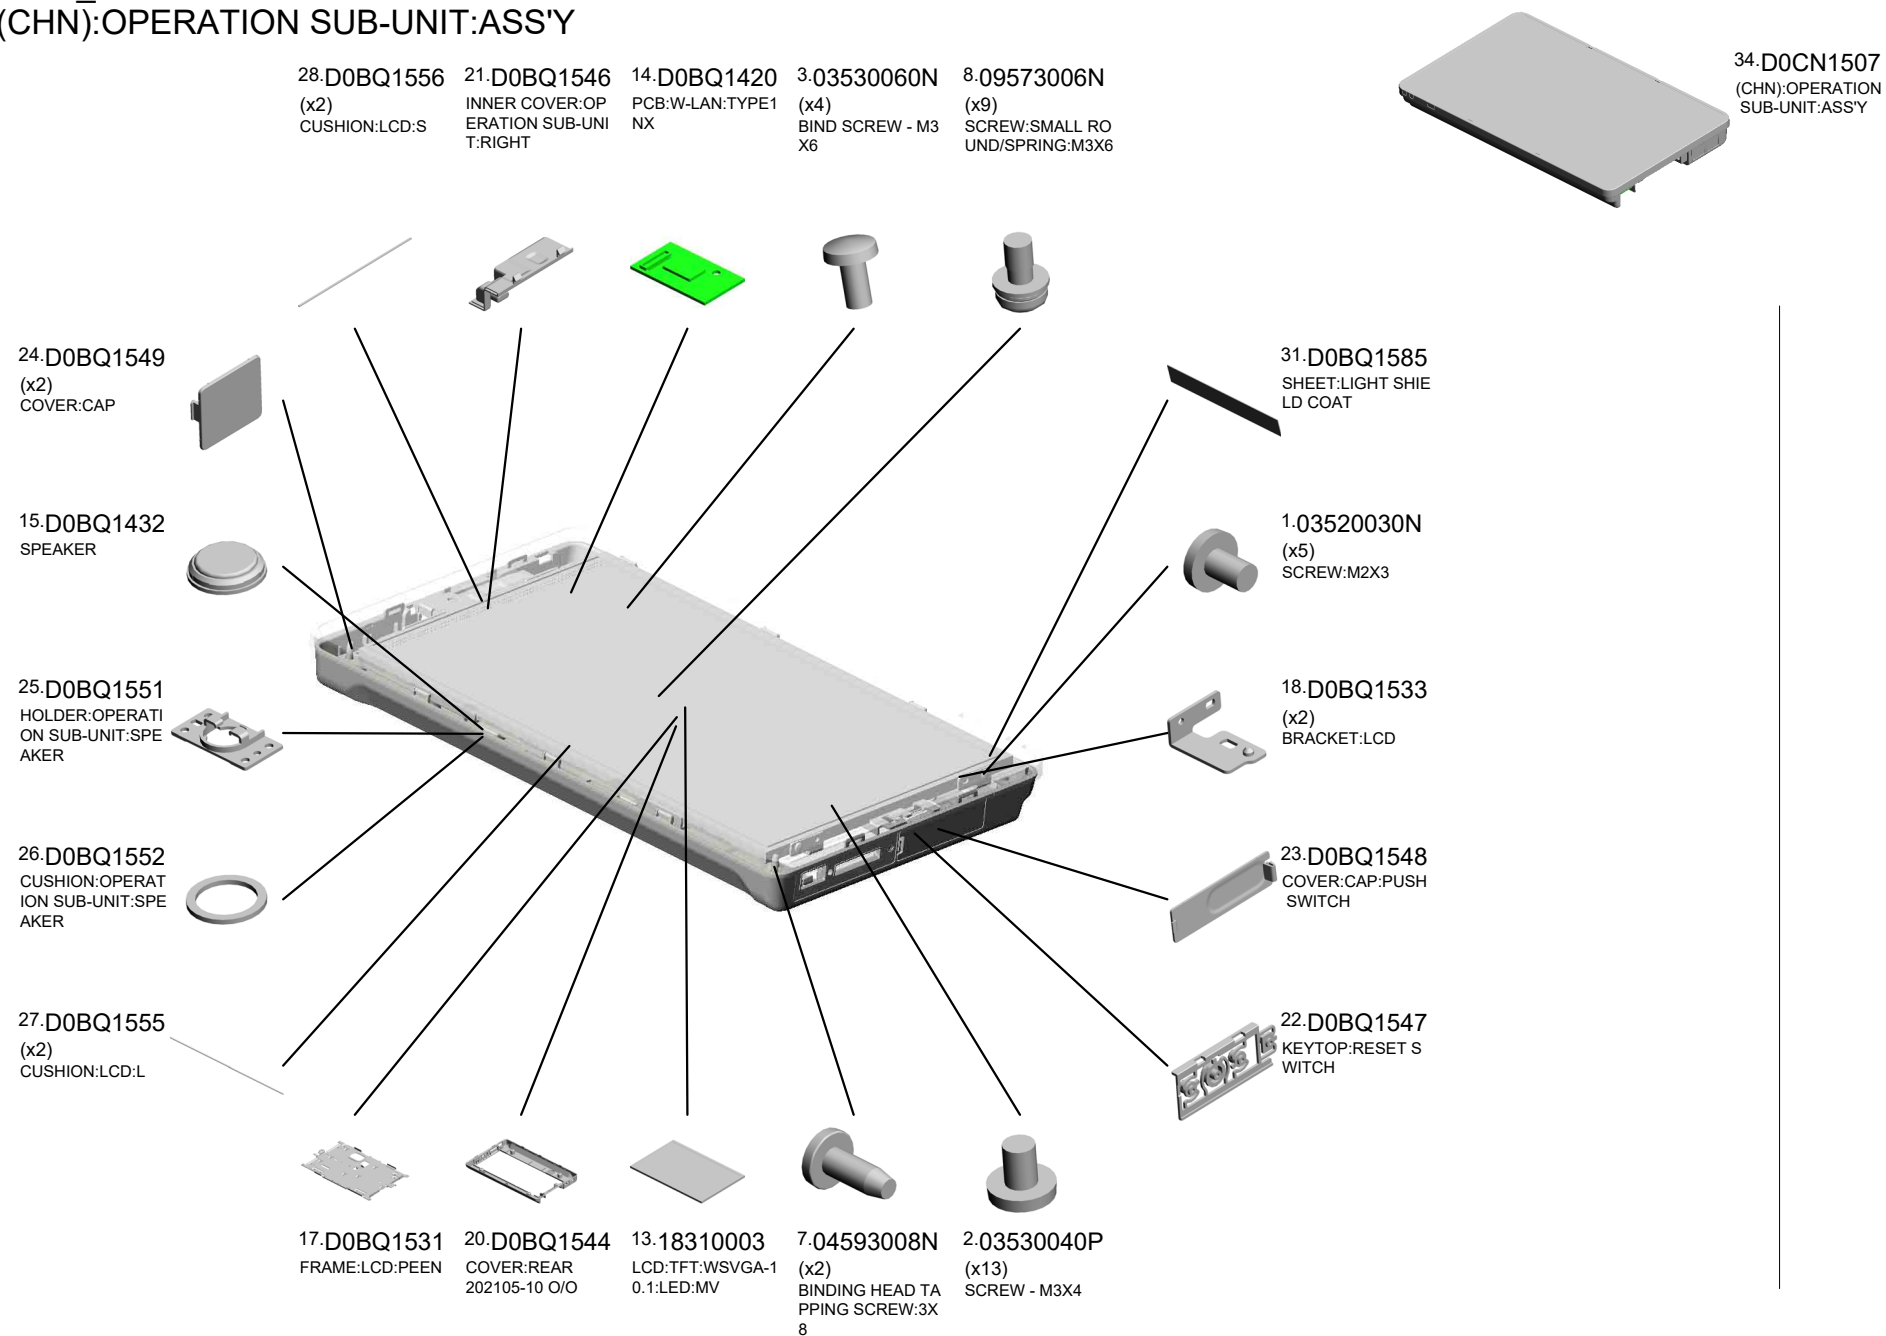 (CHN):OPERATION SUB-UNIT:ASS'Y
28.D0BQ1556
(x2)
CUSHION:LCD:S
21.D0BQ1546
INNER COVER:OP
ERATION SUB-UNI
T:RIGHT
14.D0BQ1420
PCB:W-LAN:TYPE1
NX
3.03530060N
(x4)
BIND SCREW - M3
X6
8.09573006N
(x9)
SCREW:SMALL RO
UND/SPRING:M3X6
34.D0CN1507
(CHN):OPERATION
SUB-UNIT:ASS'Y
24.D0BQ1549
(x2)
COVER:CAP
15.D0BQ1432
SPEAKER
25.D0BQ1551
HOLDER:OPERATI
ON SUB-UNIT:SPE
AKER
26.D0BQ1552
CUSHION:OPERAT
ION SUB-UNIT:SPE
AKER
27.D0BQ1555
(x2)
CUSHION:LCD:L
31.D0BQ1585
SHEET:LIGHT SHIE
LD COAT
1.03520030N
(x5)
SCREW:M2X3
18.D0BQ1533
(x2)
BRACKET:LCD
23.D0BQ1548
COVER:CAP:PUSH
SWITCH
22.D0BQ1547
KEYTOP:RESET S
WITCH
17.D0BQ1531
FRAME:LCD:PEEN
20.D0BQ1544
COVER:REAR
202105-10 O/O
13.18310003
LCD:TFT:WSVGA-1
0.1:LED:MV
7.04593008N
(x2)
BINDING HEAD TA
PPING SCREW:3X
8
2.03530040P
(x13)
SCREW - M3X4